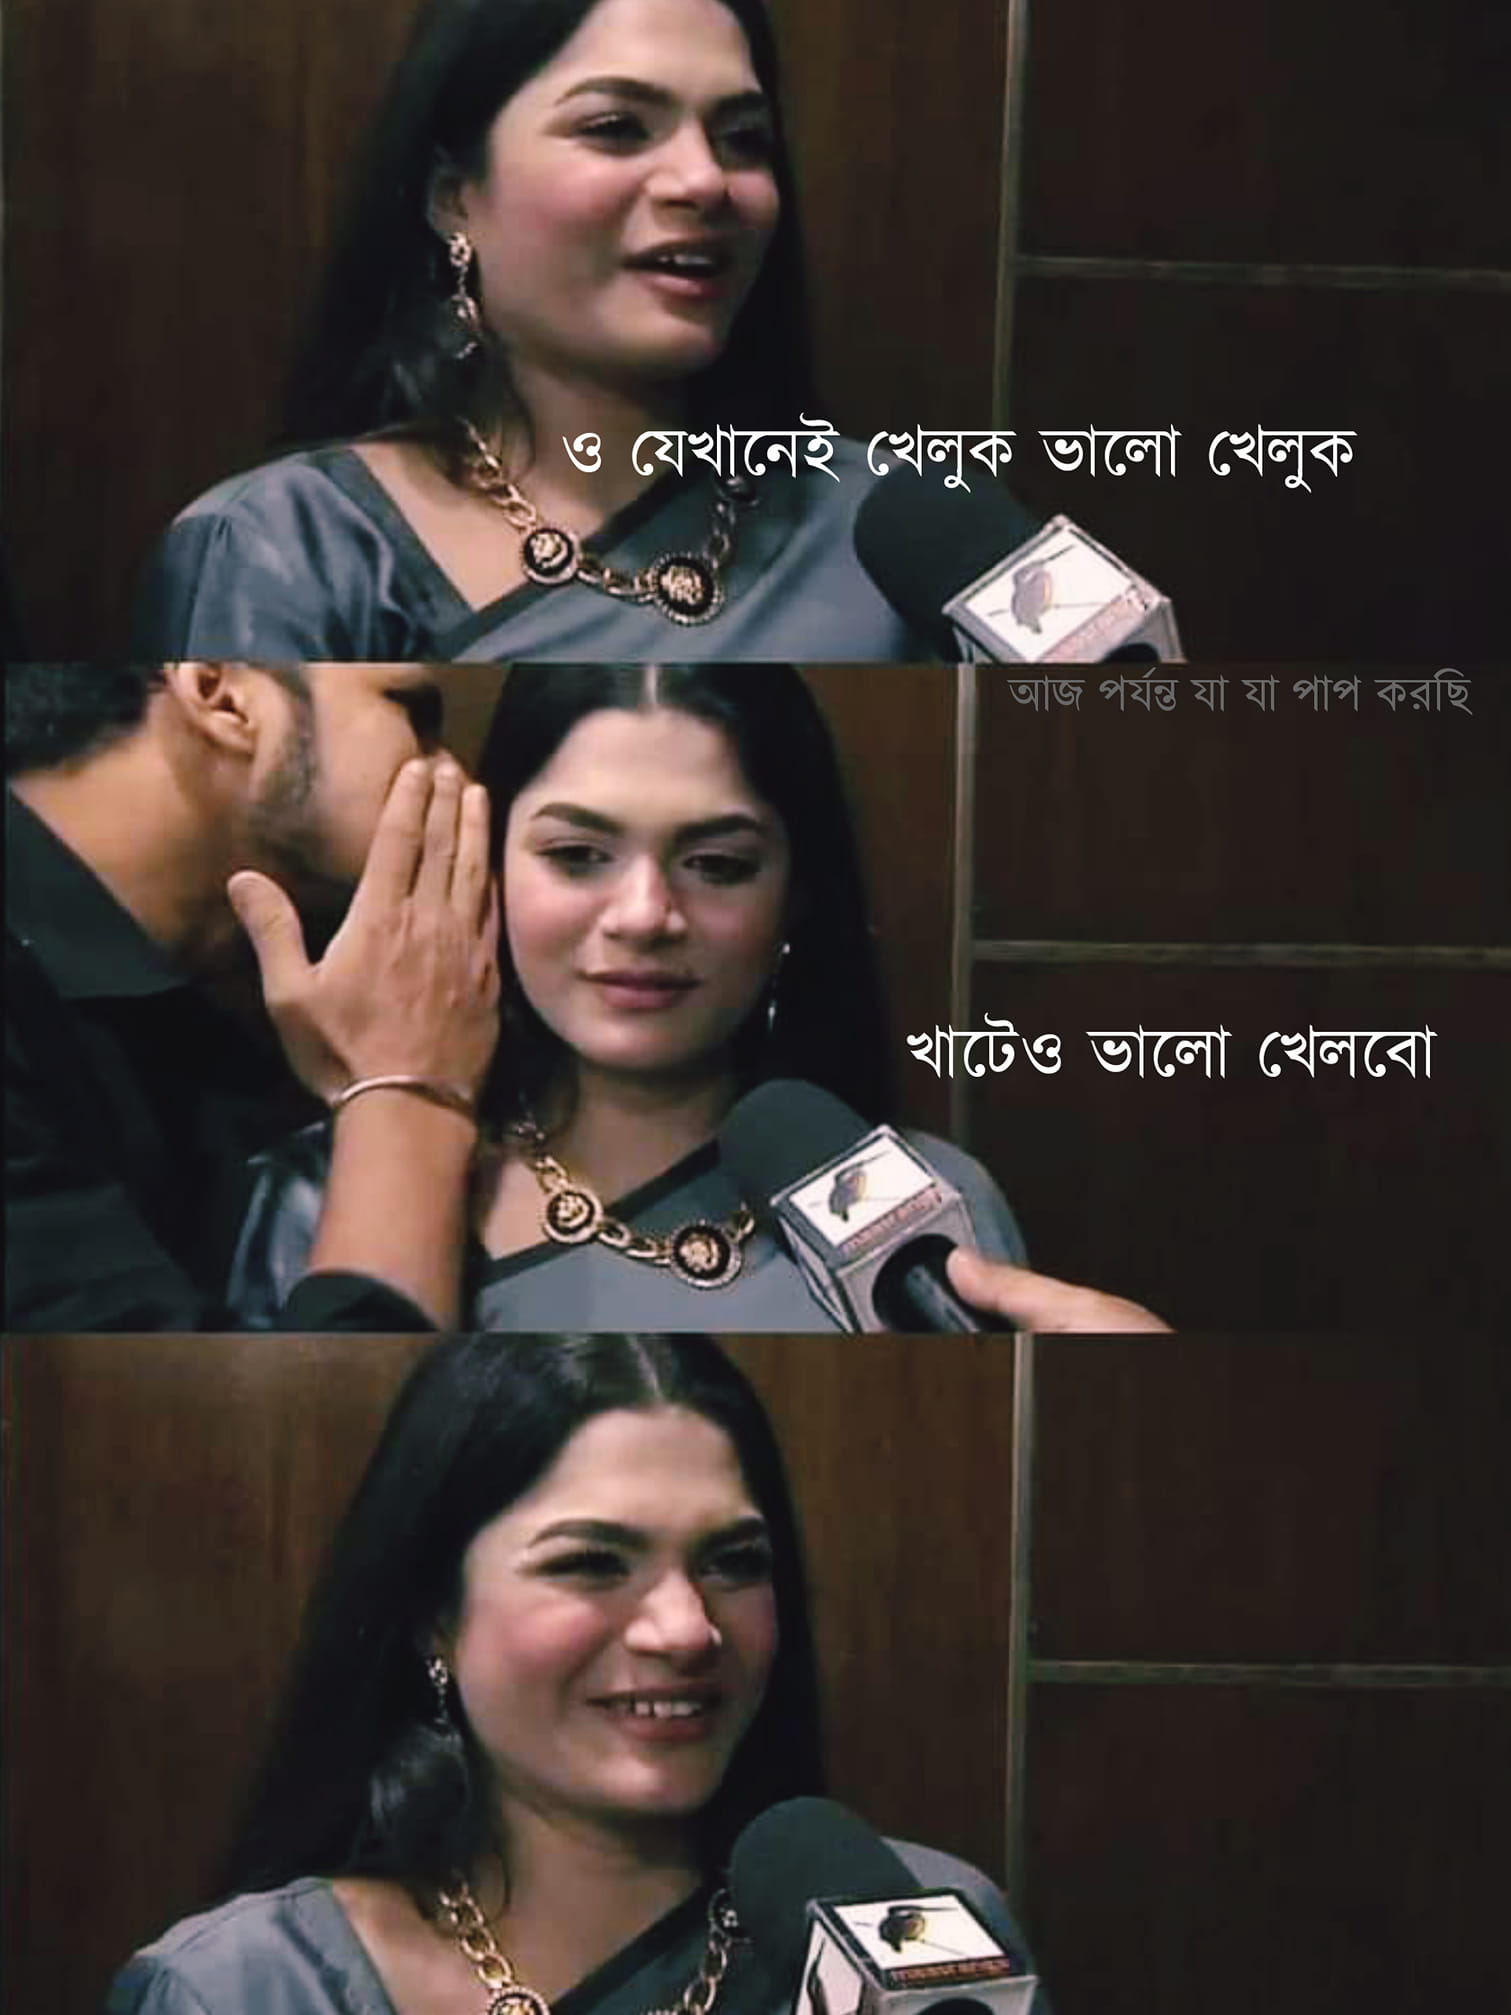 ও যেখানেই খেলুক ভালো খেলুক
আজ পর্যন্ত যা যা পাপ করছি
খাটেও ভালো খেলবো